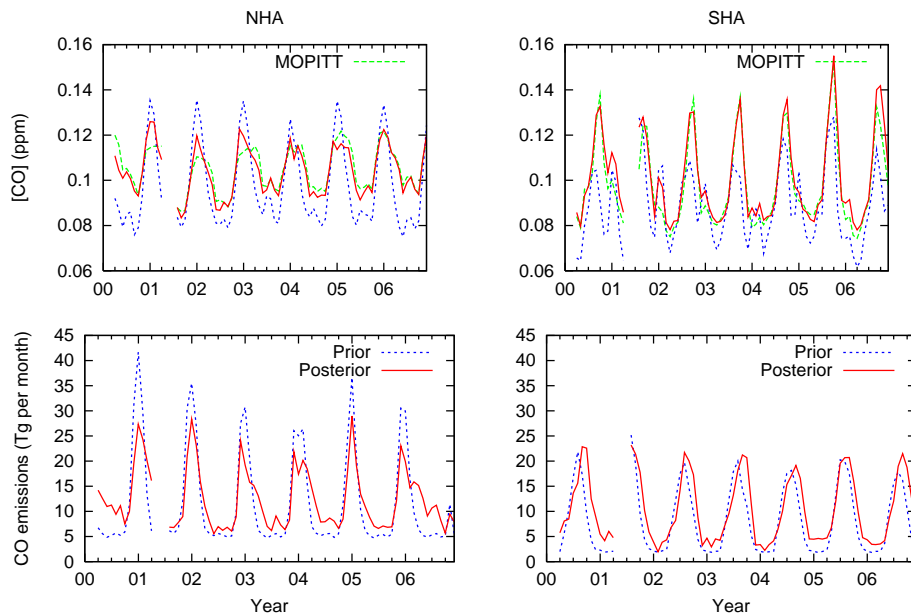 NHA
SHA
[CO] (ppm)
0.16
0.14
0.12
0.1
0.08
0.06
MOPITT
00 01 02 03 04 05 06
0.16
0.14
0.12
0.1
0.08
0.06
MOPITT
00 01 02 03 04 05 06
CO emissions (Tg per month)
45
40
35
30
25
20
15
10
5
0
Prior
Posterior
00 01 02 03 04 05 06
Year
45
40
35
30
25
20
15
10
5
0
Prior
Posterior
00 01 02 03 04 05 06
Year